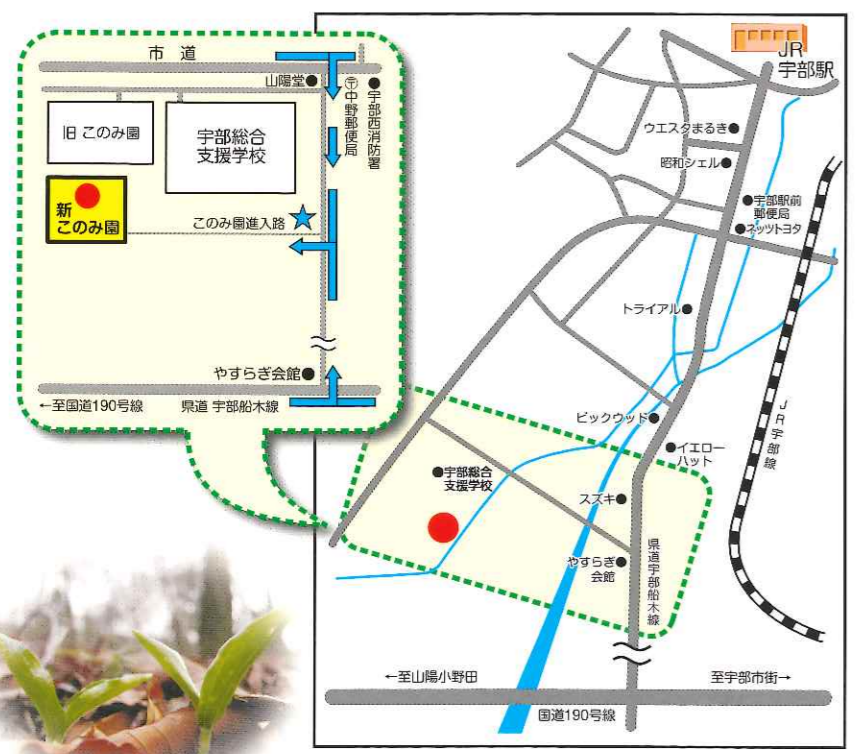 市 道
山陽堂
〒中野郵便局
宇部西消防署
旧 このみ園
宇部総合
支援学校
新
このみ園
このみ園進入路
やすらぎ会館
←至国道190号線
県道 宇部船木線
JR
宇部駅
ウエスタまるき
昭和シェル
宇部駅前
郵便局
ネッツトヨタ
トライアル
JR宇部線
ビックウッド
イエロー
ハット
宇部総合
支援学校
スズキ
やすらぎ
会館
県道宇部船木線
←至山陽小野田
至宇部市街→
国道190号線